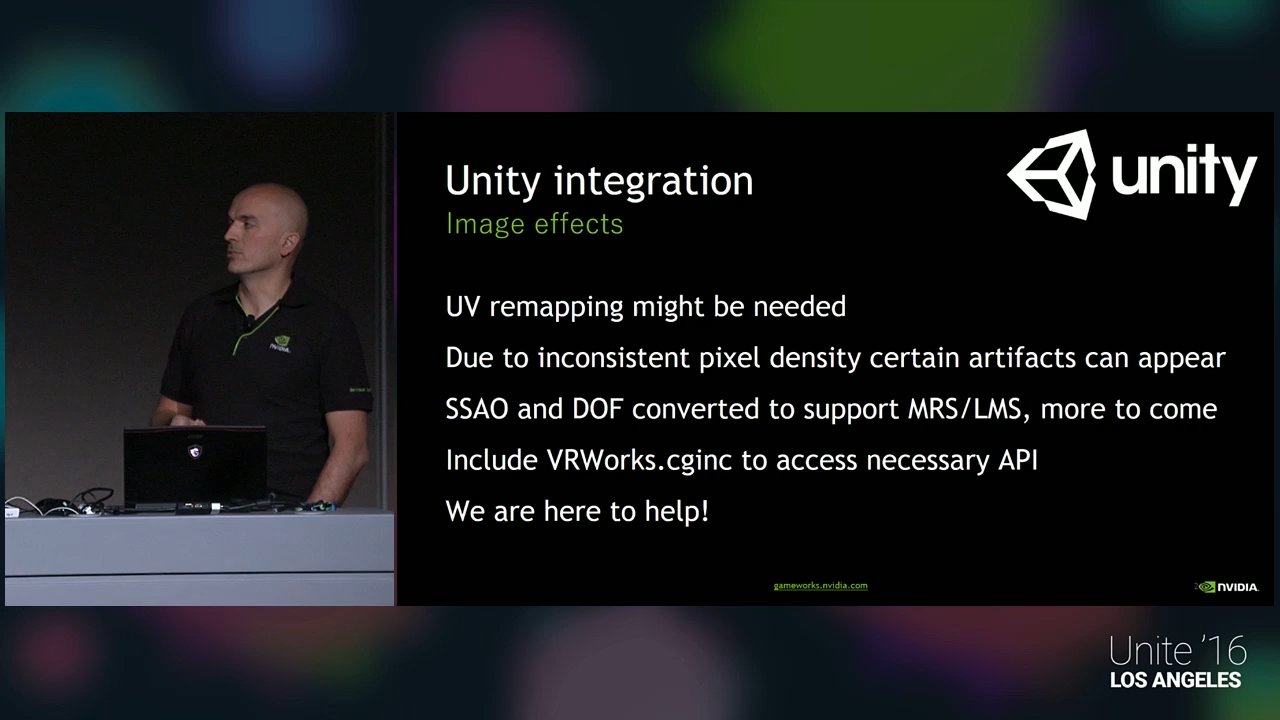 Unity integration
unity
Image effects
UV remapping might be needed
Due to inconsistent pixel density certain artifacts can appear
SSAO and DOF converted to support MRS/LMS, more to come
Include VRWorks.cginc to access necessary API
We are here to help!
gameworks.nvidia.com
NVIDIA.
NVIDIA.
Unite '16
LOS ANGELES